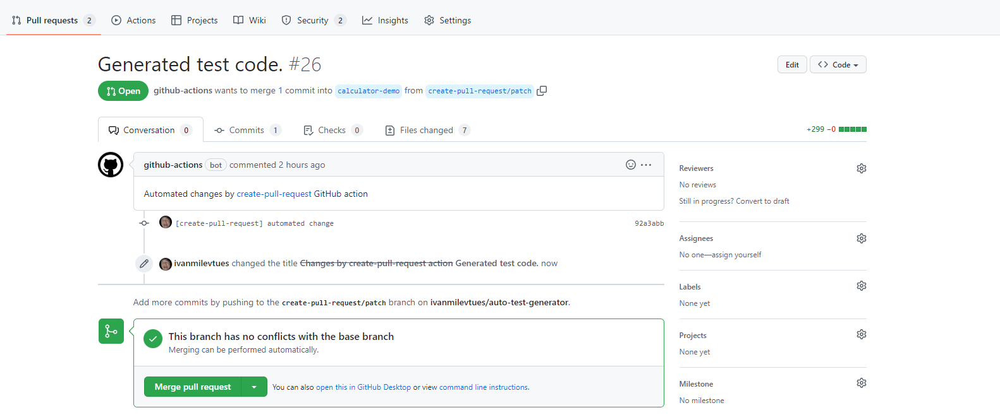 Pull requests 2 Actions Projects Wiki Security 2 Insights Settings
Generated test code. #26
Edit <> Code
Open github-actions wants to merge 1 commit into calculator-demo from create-pull-request/patch
Conversation 0 Commits 1 Checks 0 Files changed 7 +299 −0
github-actions bot commented 2 hours ago
Automated changes by create-pull-request GitHub action
[create-pull-request] automated change 92a3abb
ivanmilevtues changed the title Changes by create-pull-request action Generated test code. now
Add more commits by pushing to the create-pull-request/patch branch on ivanmilevtues/auto-test-generator.
This branch has no conflicts with the base branch
Merging can be performed automatically.
Merge pull request You can also open this in GitHub Desktop or view command line instructions.
Reviewers
No reviews
Still in progress? Convert to draft
Assignees
No one—assign yourself
Labels
None yet
Projects
None yet
Milestone
No milestone